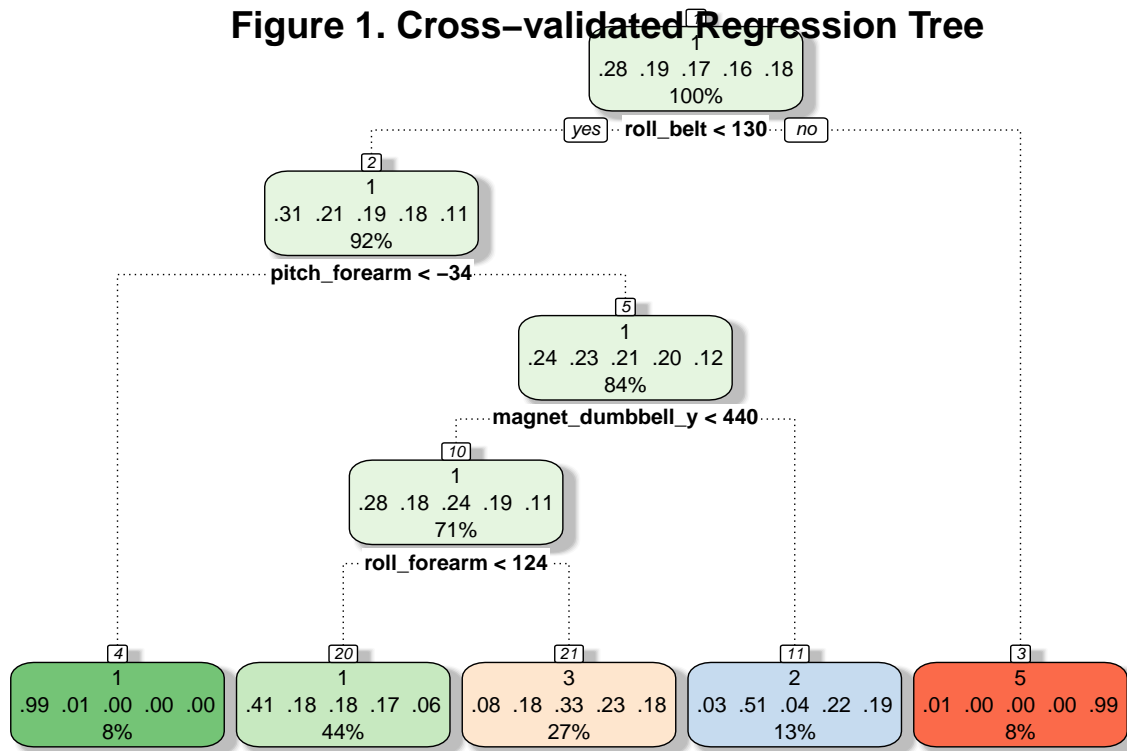 Figure 1. Cross−validated Regression Tree
1
1
.28 .19 .17 .16 .18
100%
yes roll_belt < 130 no
2
1
.31 .21 .19 .18 .11
92%
pitch_forearm < −34
5
1
.24 .23 .21 .20 .12
84%
magnet_dumbbell_y < 440
10
1
.28 .18 .24 .19 .11
71%
roll_forearm < 124
4
1
.99 .01 .00 .00 .00
8%
20
1
.41 .18 .18 .17 .06
44%
21
3
.08 .18 .33 .23 .18
27%
11
2
.03 .51 .04 .22 .19
13%
3
5
.01 .00 .00 .00 .99
8%